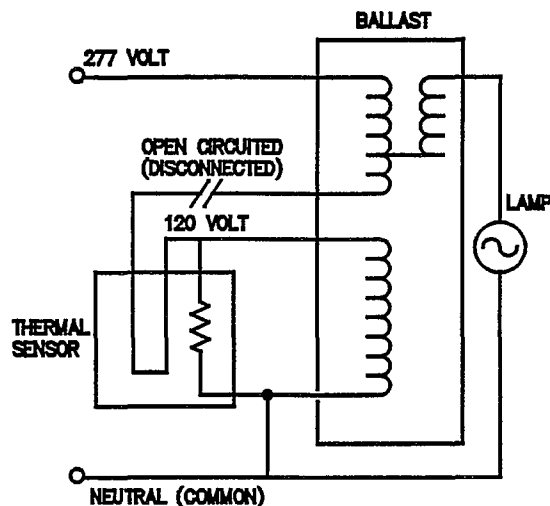 BALLAST
277 VOLT
OPEN CIRCUITED
(DISCONNECTED)
120 VOLT
LAMP
THERMAL
SENSOR
NEUTRAL (COMMON)